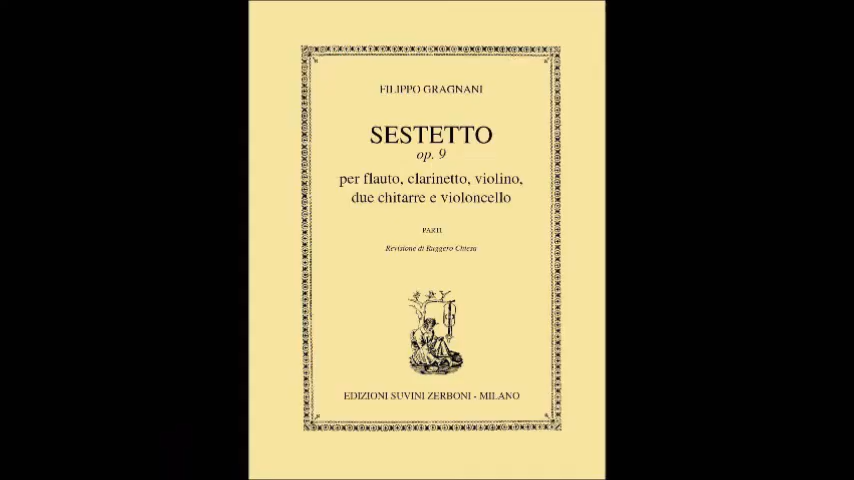 FILIPPO GRAGNANI
SESTETTO
op. 9
per flauto, clarinetto, violino,
due chitarre e violoncello
PARTI
Revisione di Ruggero Chiesa
EDIZIONI SUVINI ZERBONI - MILANO